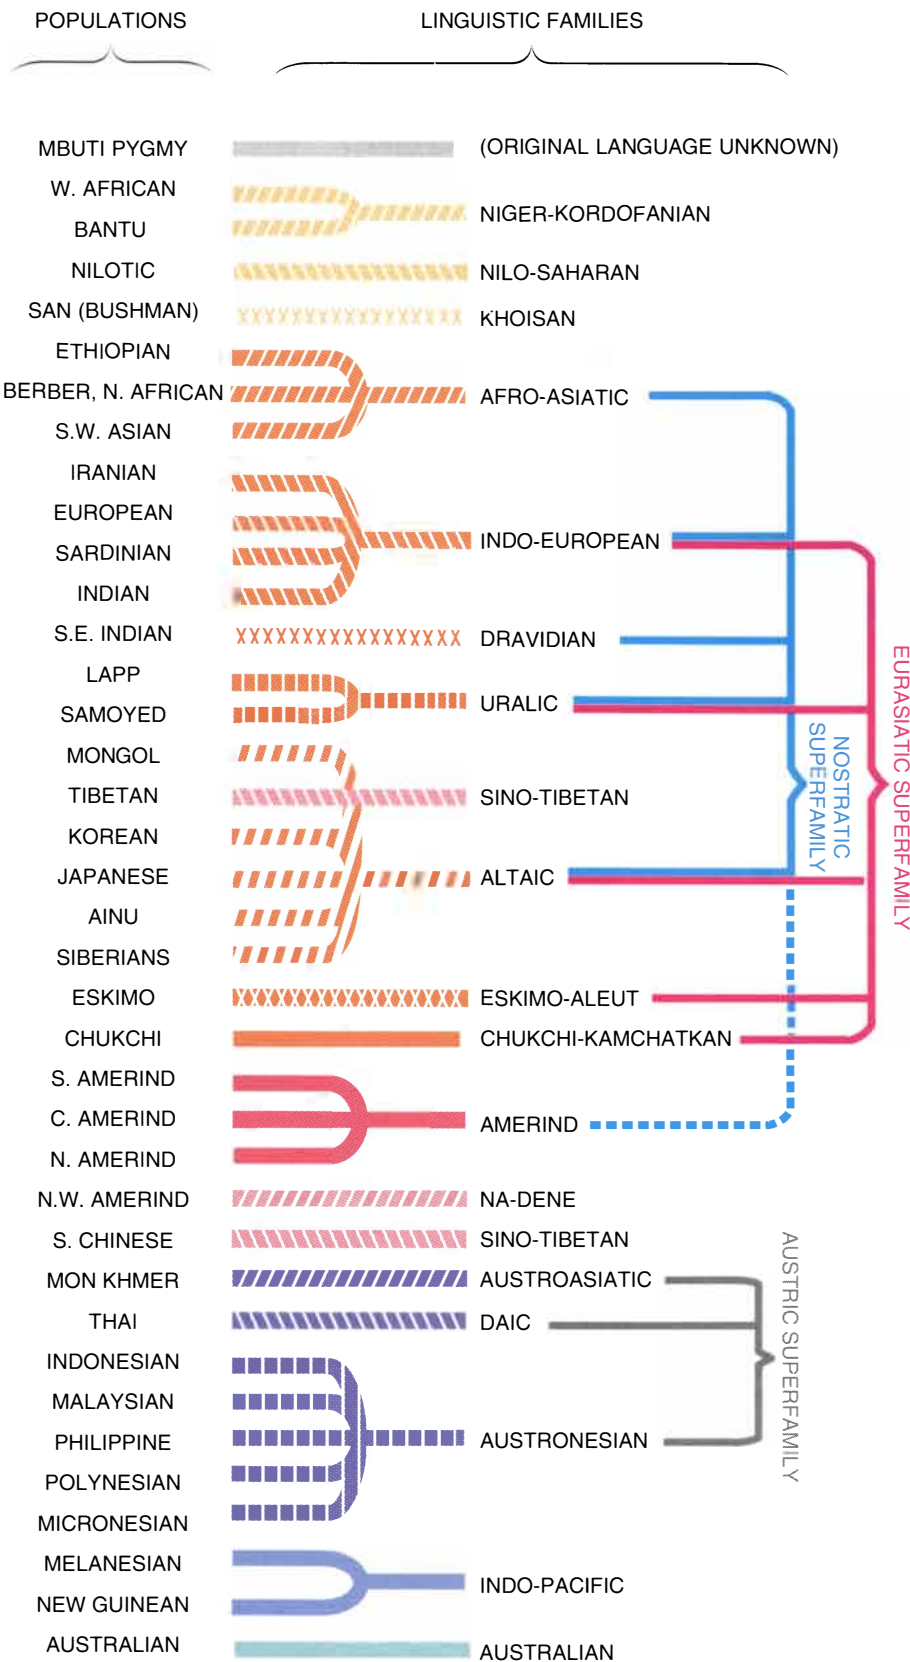 POPULATIONS LINGUISTIC FAMILIES
MBUTI PYGMY (ORIGINAL LANGUAGE UNKNOWN)
W. AFRICAN
NIGER-KORDOFANIAN
BANTU
NILOTIC NILO-SAHARAN
SAN (BUSHMAN) KHOISAN
ETHIOPIAN
BERBER, N. AFRICAN AFRO-ASIATIC
S.W. ASIAN
IRANIAN
EUROPEAN
INDO-EUROPEAN
SARDINIAN
INDIAN
S.E. INDIAN DRAVIDIAN
LAPP
URALIC
SAMOYED
MONGOL
TIBETAN SINO-TIBETAN
KOREAN
JAPANESE ALTAIC
AINU
SIBERIANS
ESKIMO ESKIMO-ALEUT
CHUKCHI CHUKCHI-KAMCHATKAN
S. AMERIND
C. AMERIND AMERIND
N. AMERIND
N.W. AMERIND NA-DENE
S. CHINESE SINO-TIBETAN
MON KHMER AUSTROASIATIC
THAI DAIC
INDONESIAN
MALAYSIAN
PHILIPPINE AUSTRONESIAN
POLYNESIAN
MICRONESIAN
MELANESIAN
INDO-PACIFIC
NEW GUINEAN
AUSTRALIAN AUSTRALIAN
NOSTRATIC
SUPERFAMILY
EURASIATIC SUPERFAMILY
AUSTRIC SUPERFAMILY